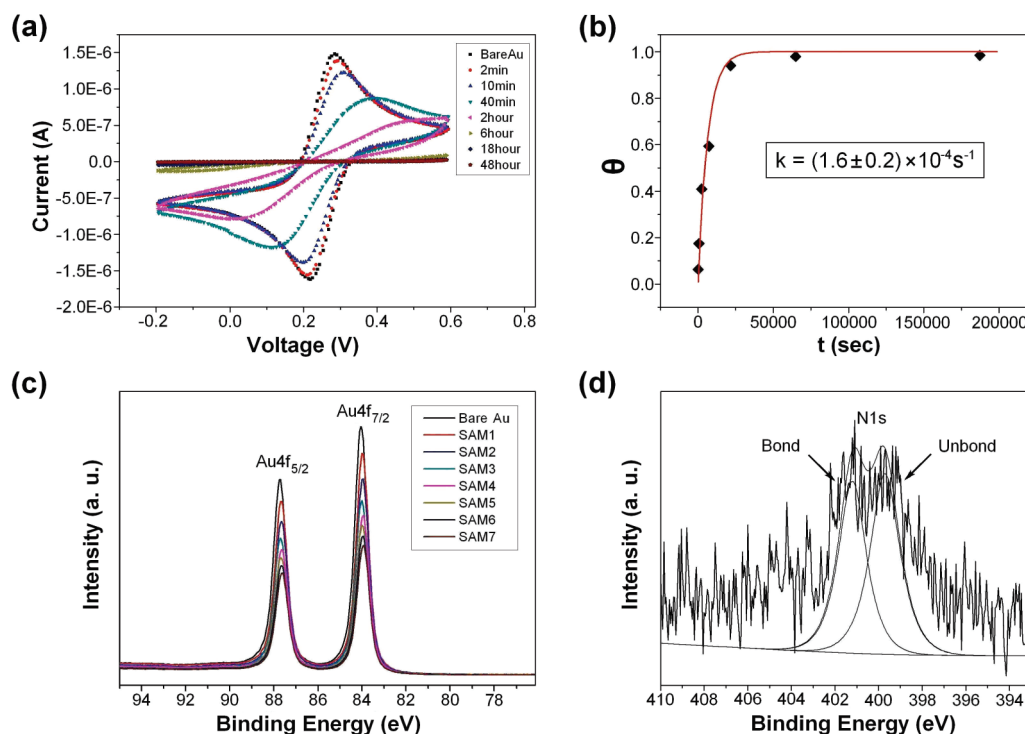 (a)
1.5E-6
1.0E-6
5.0E-7
0.0
-5.0E-7
-1.0E-6
-1.5E-6
-2.0E-6
Current (A)
-0.2
0.0
0.2
0.4
0.6
0.8
Voltage (V)
BareAu
2min
10min
40min
2hour
6hour
18hour
48hour
(b)
1.0
0.8
0.6
0.4
0.2
0.0
θ
k = (1.6±0.2)×10⁻⁴s⁻¹
0
50000
100000
150000
200000
t (sec)
(c)
Intensity (a. u.)
Au4f5/2
Au4f7/2
Bare Au
SAM1
SAM2
SAM3
SAM4
SAM5
SAM6
SAM7
94
92
90
88
86
84
82
80
78
Binding Energy (eV)
(d)
Intensity (a. u.)
N1s
Bond
Unbond
410
408
406
404
402
400
398
396
394
Binding Energy (eV)